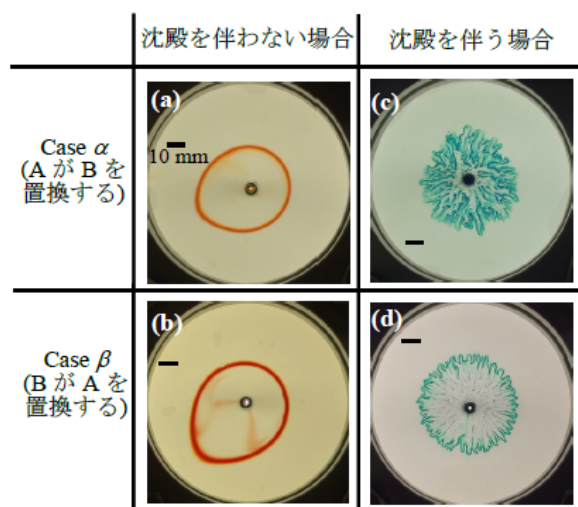 沈殿を伴わない場合
沈殿を伴う場合
Case α
(A が B を
置換する)
(a)
10 mm
(c)
Case β
(B が A を
置換する)
(b)
(d)